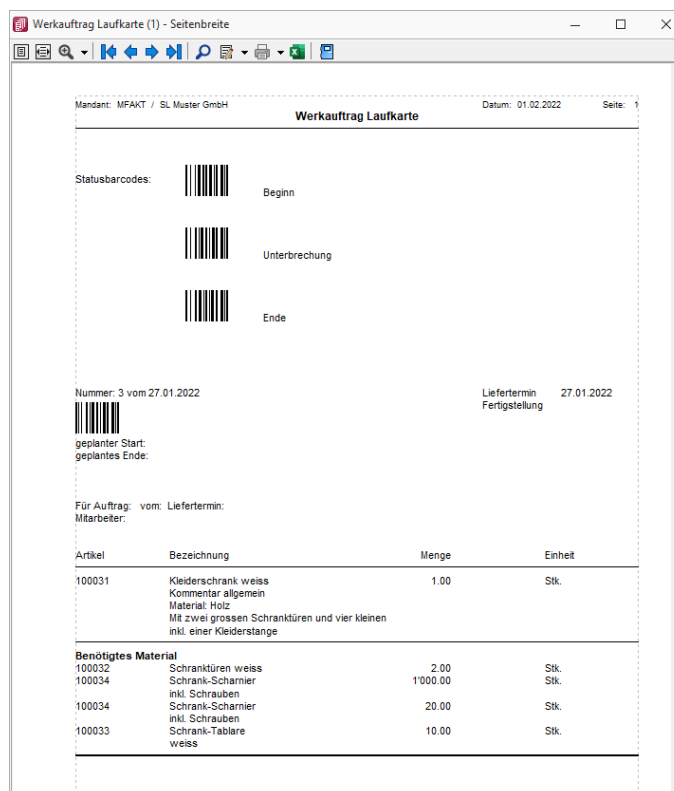 Werkauftrag Laufkarte (1) - Seitenbreite
Mandant: MFAKT / SL Muster GmbH Datum: 01.02.2022 Seite: 1
Werkauftrag Laufkarte
Statusbarcodes:
Beginn
Unterbrechung
Ende
Nummer: 3 vom 27.01.2022 Liefertermin 27.01.2022
Fertigstellung
geplanter Start:
geplantes Ende:
Für Auftrag: vom: Liefertermin:
Mitarbeiter:
Artikel Bezeichnung Menge Einheit
100031 Kleiderschrank weiss 1.00 Stk.
Kommentar allgemein
Material: Holz
Mit zwei grossen Schranktüren und vier kleinen
inkl. einer Kleiderstange
Benötigtes Material
100032 Schranktüren weiss 2.00 Stk.
100034 Schrank-Scharnier 1'000.00 Stk.
inkl. Schrauben
100034 Schrank-Scharnier 20.00 Stk.
inkl. Schrauben
100033 Schrank-Tablare 10.00 Stk.
weiss